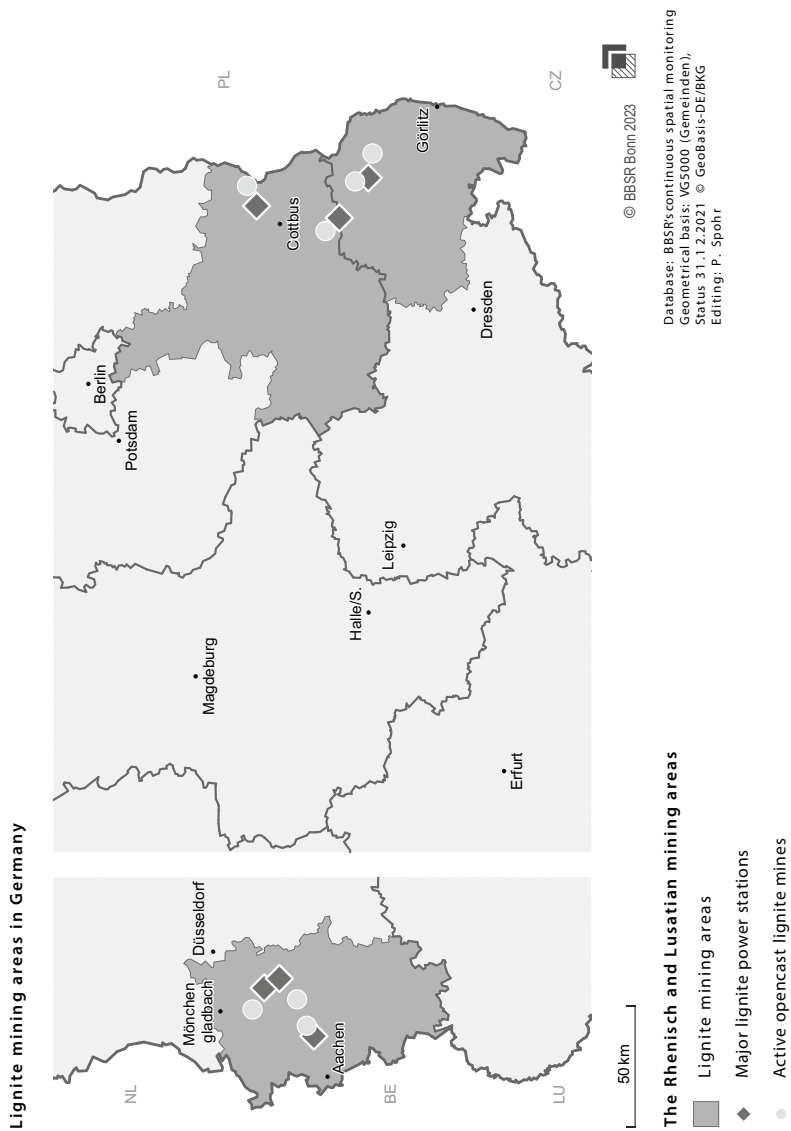 Lignite mining areas in Germany
NL
BE
LU
PL
CZ
Mönchen
gladbach
Düsseldorf
Aachen
Magdeburg
Halle/S.
Erfurt
Leipzig
Potsdam
Berlin
Dresden
Cottbus
Görlitz
50 km
© BBSR Bonn 2023
The Rhenisch and Lusatian mining areas
Lignite mining areas
Major lignite power stations
Active opencast lignite mines
Database: BBSR's continuous spatial monitoring
Geometrical basis: VG5000 (Gemeinden),
Status 31.12.2021 © GeoBasis-DE/BKG
Editing: P. Spohr